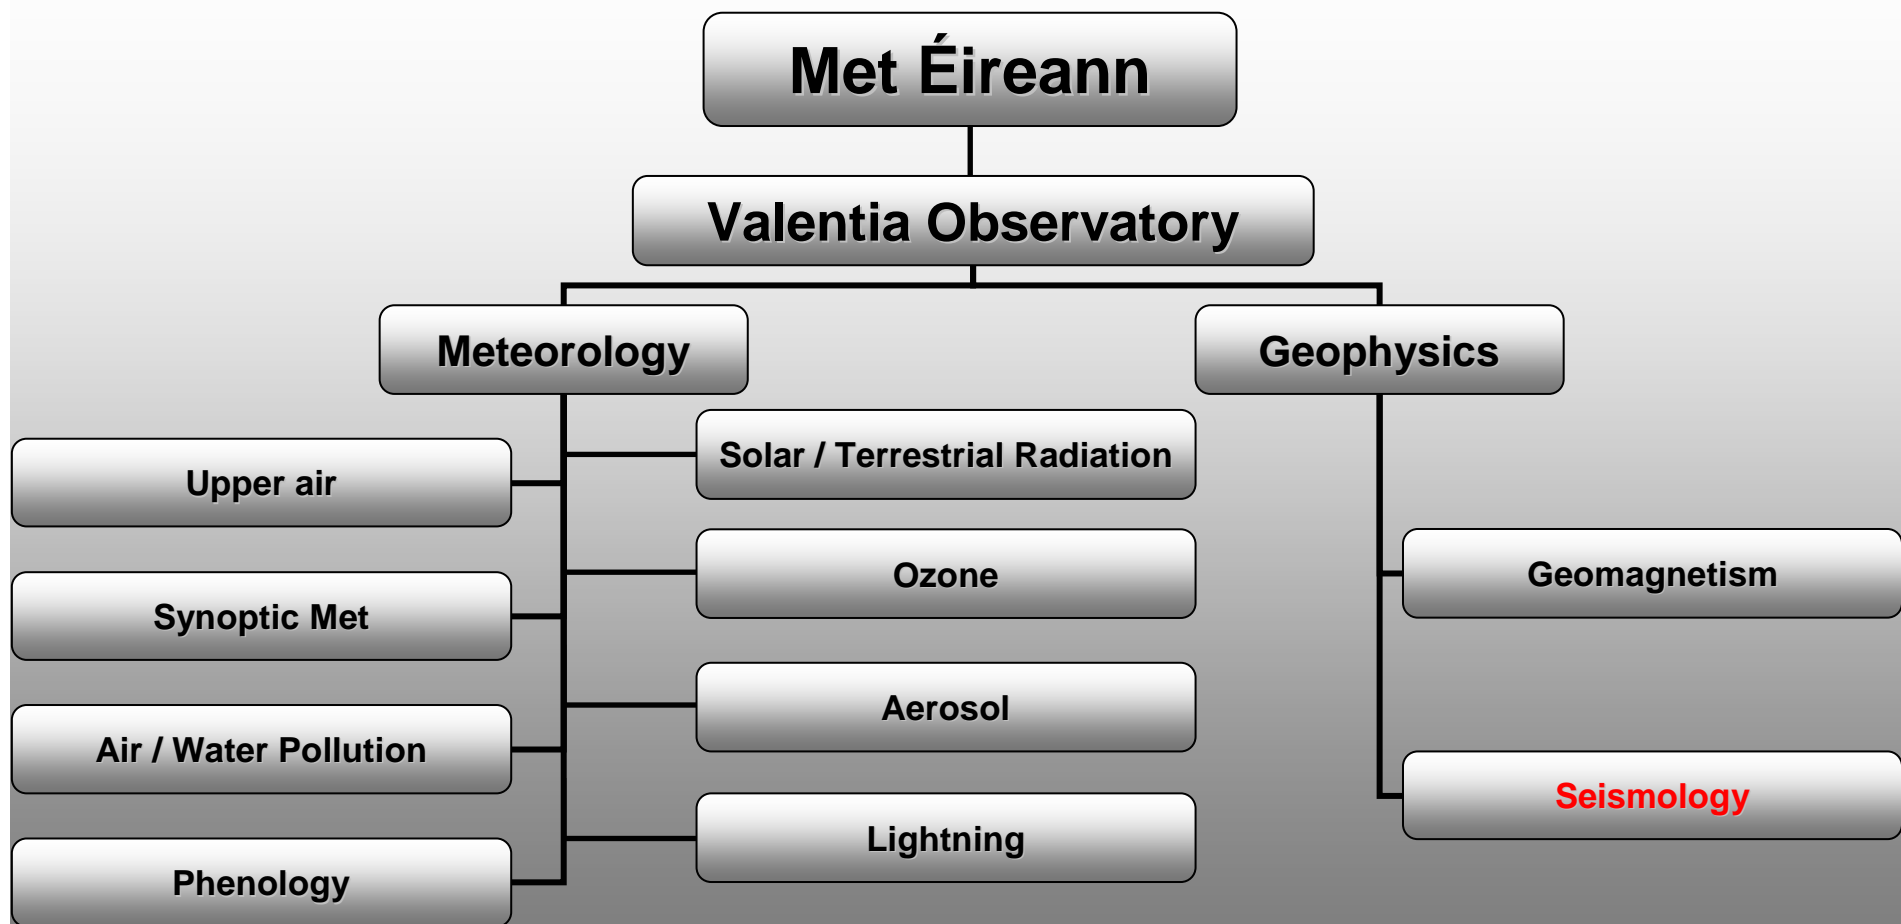 Met Éireann
Valentia Observatory
Meteorology
Geophysics
Upper air
Synoptic Met
Air / Water Pollution
Phenology
Solar / Terrestrial Radiation
Ozone
Aerosol
Lightning
Geomagnetism
Seismology